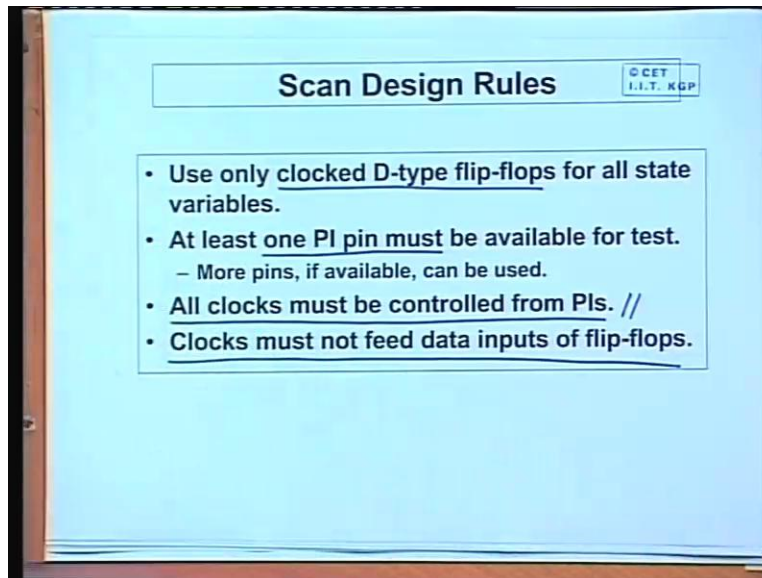 Scan Design Rules
© CET
I.I.T. KGP
• Use only clocked D-type flip-flops for all state
variables.
• At least one PI pin must be available for test.
– More pins, if available, can be used.
• All clocks must be controlled from PIs. //
• Clocks must not feed data inputs of flip-flops.